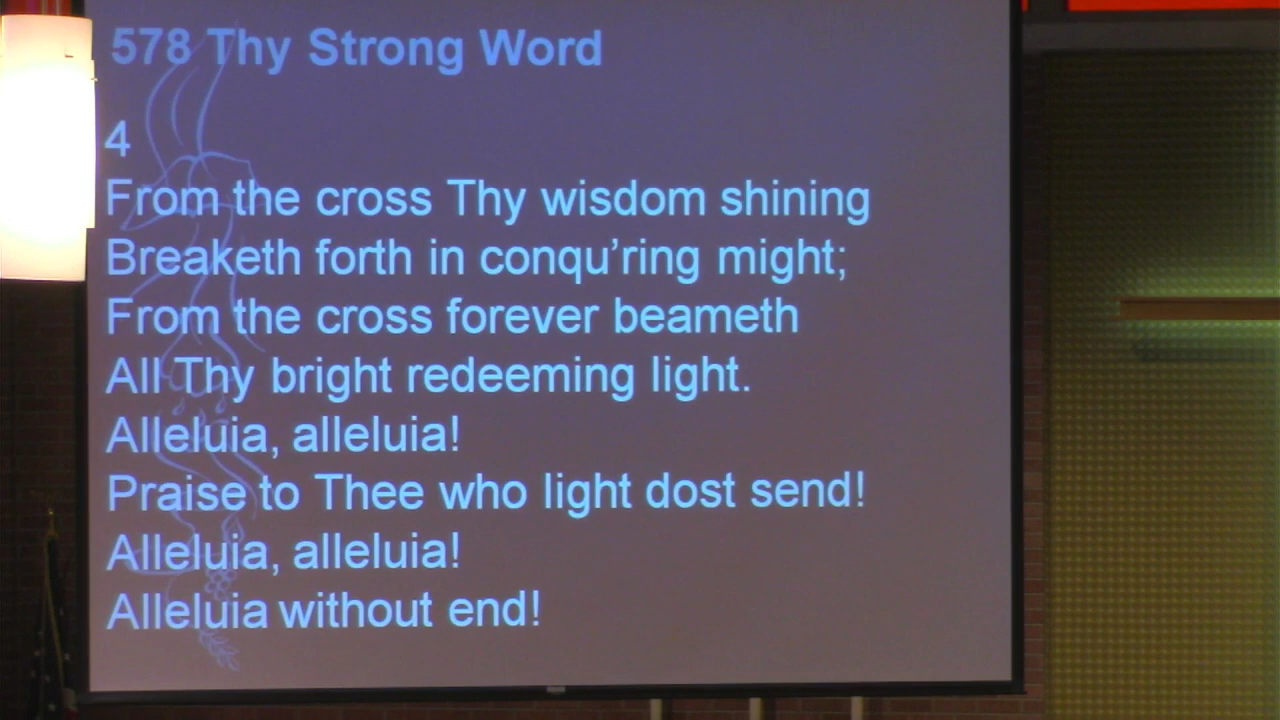 578 Thy Strong Word
4
From the cross Thy wisdom shining
Breaketh forth in conqu’ring might;
From the cross forever beameth
All Thy bright redeeming light.
Alleluia, alleluia!
Praise to Thee who light dost send!
Alleluia, alleluia!
Alleluia without end!